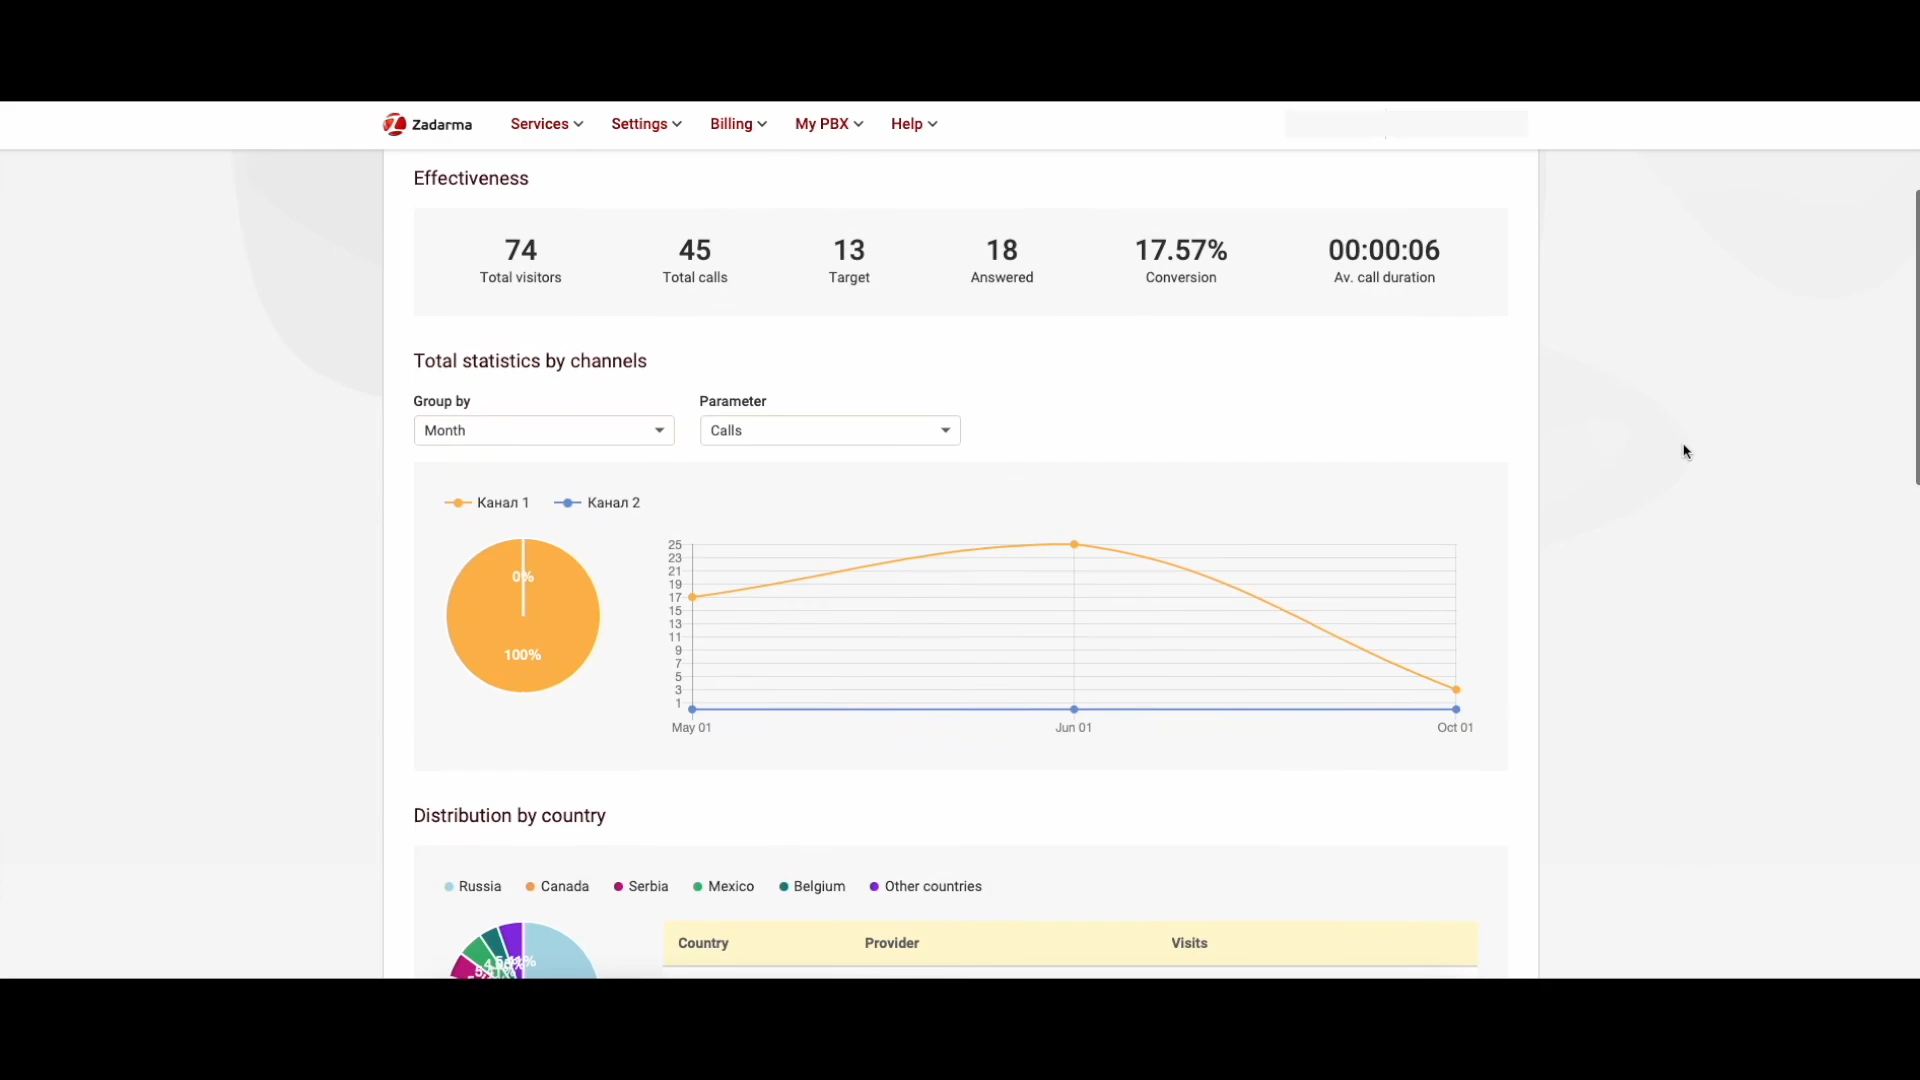 Zadarma Services Settings Billing My PBX Help
Effectiveness
74 45 13 18 17.57% 00:00:06
Total visitors Total calls Target Answered Conversion Av. call duration
Total statistics by channels
Group by Parameter
Month Calls
Канал 1 Канал 2
0%
100%
25
23
21
19
17
15
13
11
9
7
5
3
1
May 01 Jun 01 Oct 01
Distribution by country
Russia Canada Serbia Mexico Belgium Other countries
Country Provider Visits